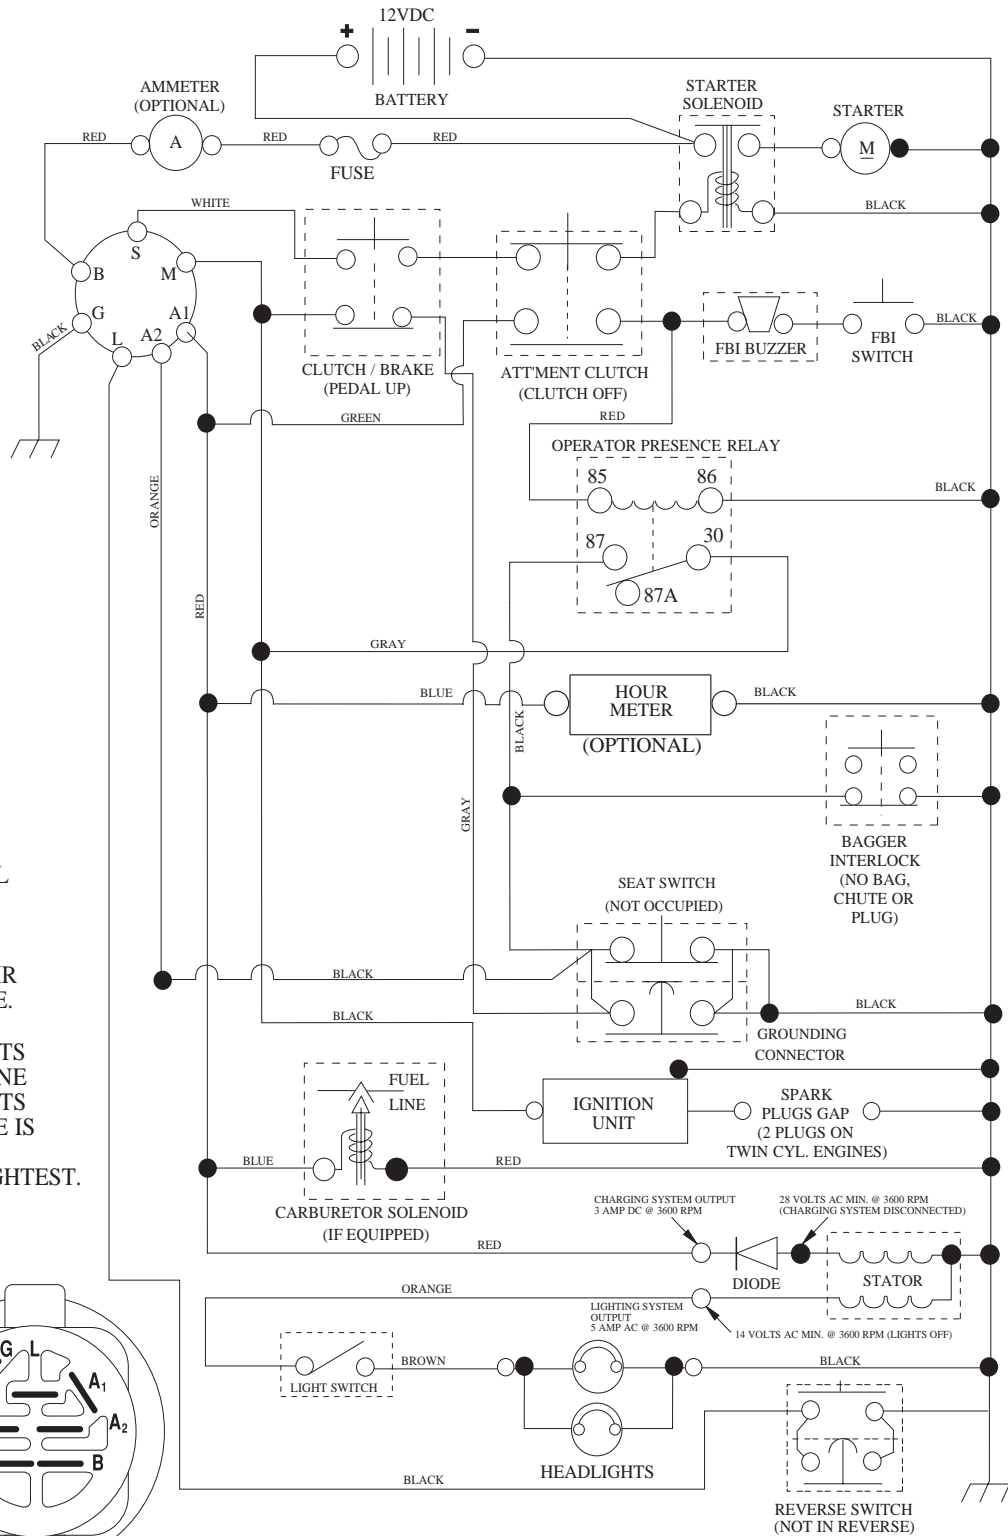 12VDC
+
-
BATTERY
AMMETER
(OPTIONAL)
STARTER
SOLENOID
STARTER
RED
A
RED
RED
M
FUSE
WHITE
BLACK
S
B
M
G
A1
L
A2
BLACK
CLUTCH / BRAKE
(PEDAL UP)
ATT'MENT CLUTCH
(CLUTCH OFF)
FBI BUZZER
FBI
SWITCH
BLACK
GREEN
RED
OPERATOR PRESENCE RELAY
85
86
BLACK
87
30
87A
ORANGE
RED
GRAY
BLUE
HOUR
METER
(OPTIONAL)
BLACK
BLACK
GRAY
BAGGER
INTERLOCK
(NO BAG,
CHUTE OR
PLUG)
L
IR
E.
TS
NE
TS
E IS
GHTEST.
SEAT SWITCH
(NOT OCCUPIED)
BLACK
BLACK
BLACK
GROUNDING
CONNECTOR
FUEL
LINE
IGNITION
UNIT
SPARK
PLUGS GAP
(2 PLUGS ON
TWIN CYL. ENGINES)
BLUE
RED
CARBURETOR SOLENOID
(IF EQUIPPED)
CHARGING SYSTEM OUTPUT
3 AMP DC @ 3600 RPM
28 VOLTS AC MIN. @ 3600 RPM
(CHARGING SYSTEM DISCONNECTED)
RED
DIODE
STATOR
ORANGE
LIGHTING SYSTEM
OUTPUT
5 AMP AC @ 3600 RPM
14 VOLTS AC MIN. @ 3600 RPM (LIGHTS OFF)
LIGHT SWITCH
BROWN
BLACK
HEADLIGHTS
BLACK
REVERSE SWITCH
(NOT IN REVERSE)
G
L
A1
A2
B